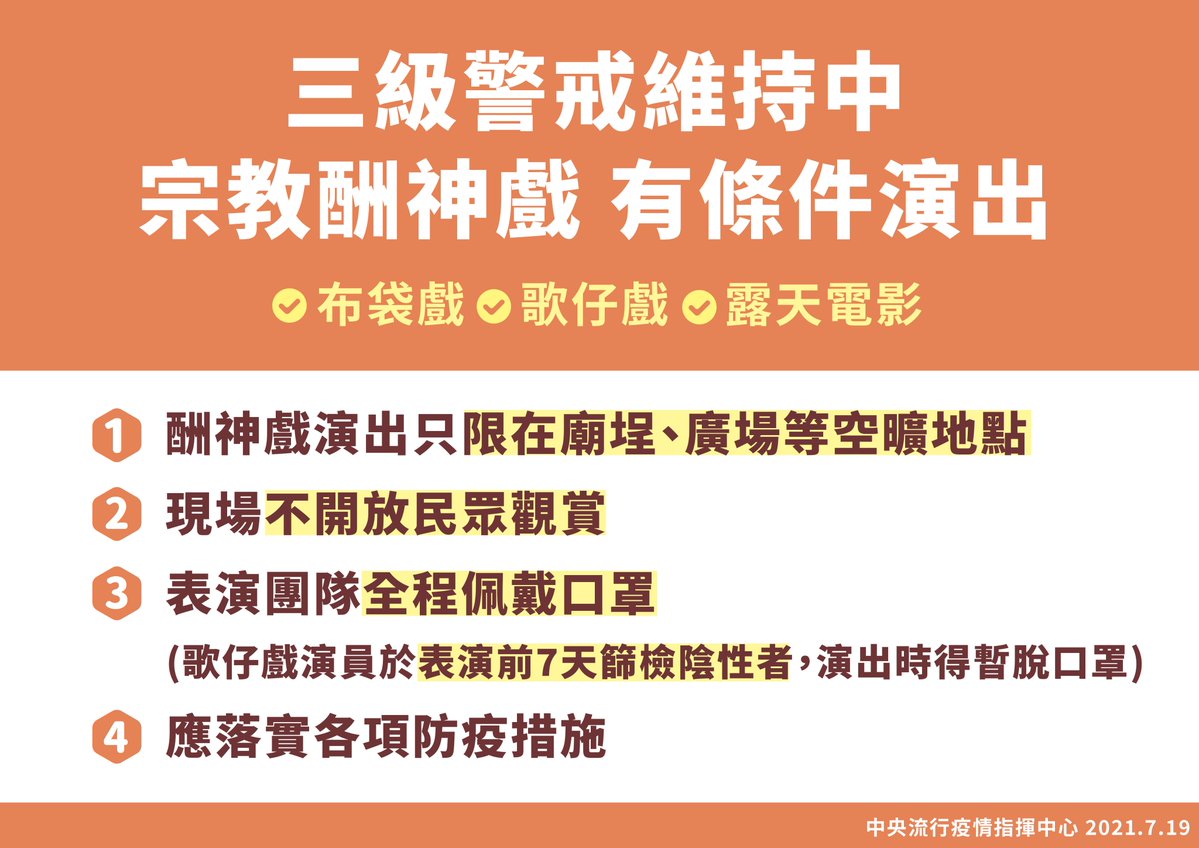 三級警戒維持中
宗教酬神戲 有條件演出
布袋戲 歌仔戲 露天電影
1 酬神戲演出只限在廟埕、廣場等空曠地點
2 現場不開放民眾觀賞
3 表演團隊全程佩戴口罩
(歌仔戲演員於表演前7天篩檢陰性者,演出時得暫脫口罩)
4 應落實各項防疫措施
中央流行疫情指揮中心 2021.7.19